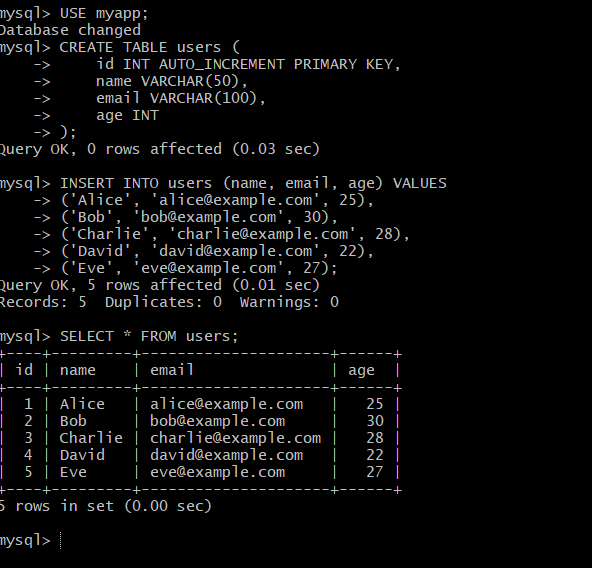 mysql> USE myapp;
Database changed
mysql> CREATE TABLE users (
    ->     id INT AUTO_INCREMENT PRIMARY KEY,
    ->     name VARCHAR(50),
    ->     email VARCHAR(100),
    ->     age INT
    -> );
Query OK, 0 rows affected (0.03 sec)

mysql> INSERT INTO users (name, email, age) VALUES
    -> ('Alice', 'alice@example.com', 25),
    -> ('Bob', 'bob@example.com', 30),
    -> ('Charlie', 'charlie@example.com', 28),
    -> ('David', 'david@example.com', 22),
    -> ('Eve', 'eve@example.com', 27);
Query OK, 5 rows affected (0.01 sec)
Records: 5  Duplicates: 0  Warnings: 0

mysql> SELECT * FROM users;
+----+---------+---------------------+------+
| id | name    | email               | age  |
+----+---------+---------------------+------+
|  1 | Alice   | alice@example.com   |   25 |
|  2 | Bob     | bob@example.com     |   30 |
|  3 | Charlie | charlie@example.com |   28 |
|  4 | David   | david@example.com   |   22 |
|  5 | Eve     | eve@example.com     |   27 |
+----+---------+---------------------+------+
5 rows in set (0.00 sec)

mysql>